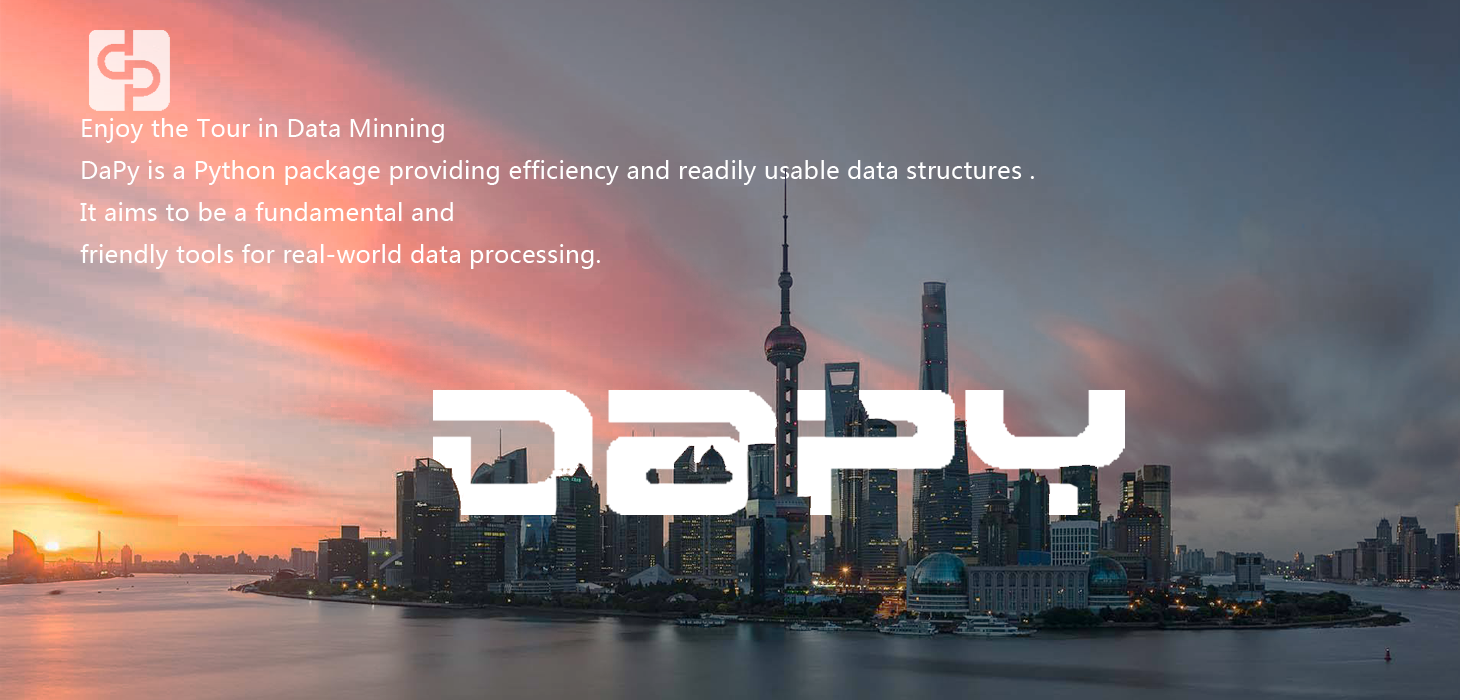 Enjoy the Tour in Data Minning
DaPy is a Python package providing efficiency and readily usable data structures .
It aims to be a fundamental and
friendly tools for real-world data processing.
DaPy